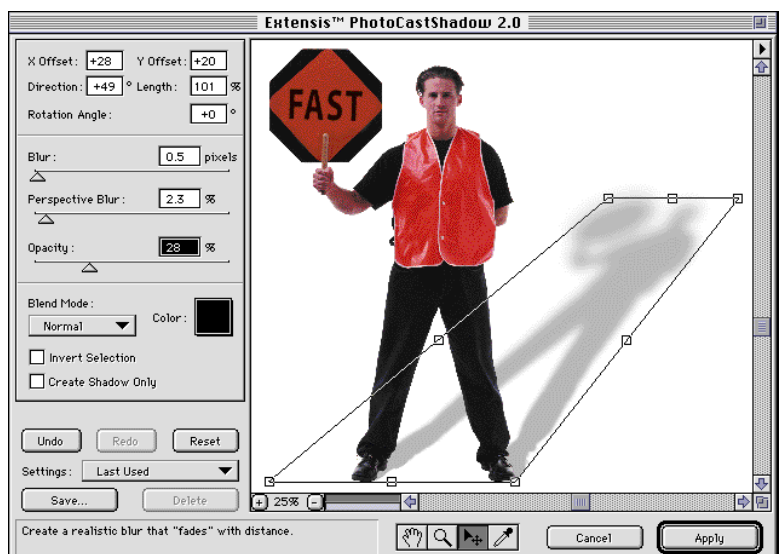 Extensis™ PhotoCastShadow 2.0
X Offset: +28 Y Offset: +20
Direction: +49 ° Length: 101 %
Rotation Angle: +0 °
Blur: 0.5 pixels
Perspective Blur: 2.3 %
Opacity: 28 %
Blend Mode:
Normal
Color:
Invert Selection
Create Shadow Only
Undo Redo Reset
Settings: Last Used
Save... Delete
Create a realistic blur that "fades" with distance.
FAST
+ 25% -
Cancel Apply